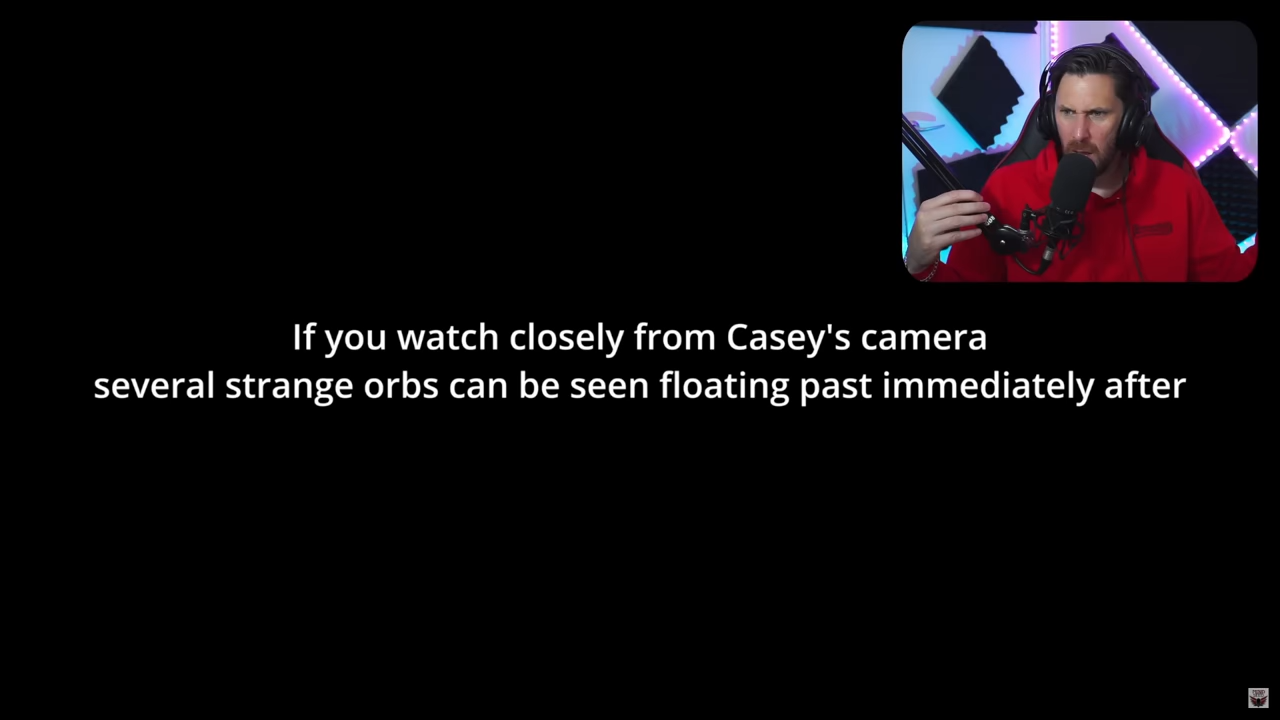 If you watch closely from Casey's camera
several strange orbs can be seen floating past immediately after